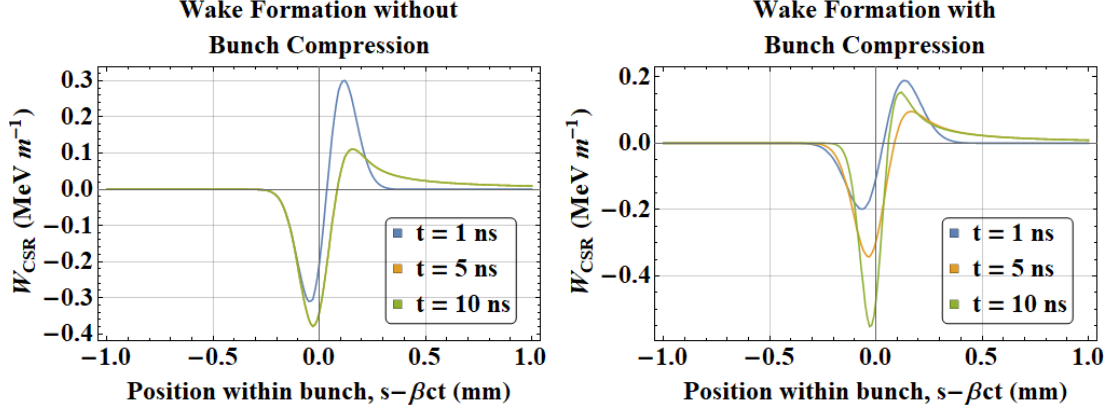 Wake Formation without
Bunch Compression
0.3
0.2
0.1
0.0
−0.1
−0.2
−0.3
−0.4
W_CSR (MeV m⁻¹)
t = 1 ns
t = 5 ns
t = 10 ns
−1.0
−0.5
0.0
0.5
1.0
Position within bunch, s−βct (mm)
Wake Formation with
Bunch Compression
0.2
0.0
−0.2
−0.4
W_CSR (MeV m⁻¹)
t = 1 ns
t = 5 ns
t = 10 ns
−1.0
−0.5
0.0
0.5
1.0
Position within bunch, s−βct (mm)